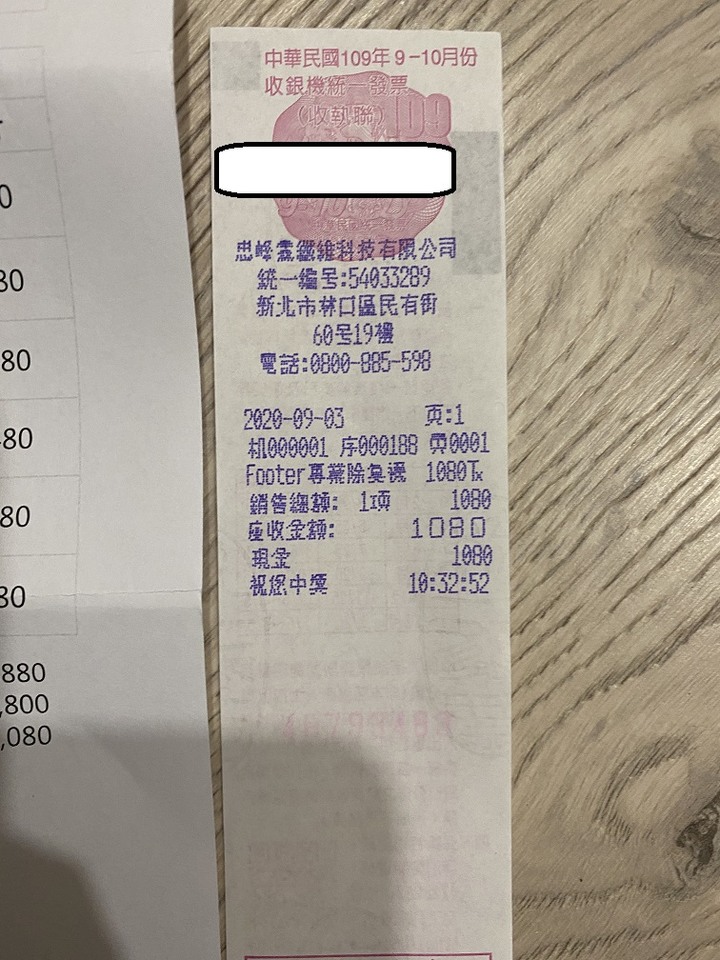 中華民國109年9-10月份
收銀機統一發票
(收執聯)
109
忠峰霖纖維科技有限公司
統一編号:54033289
新北市林口區民有街
60号19樓
電話:0800-885-598
2020-09-03 页:1
机000001 序000188 員0001
Footer專業除臭襪 1080Tx
銷售總額: 1項 1080
應收金額: 1080
現金 1080
祝您中獎 10:32:52
0
80
80
80
80
880
,800
,080